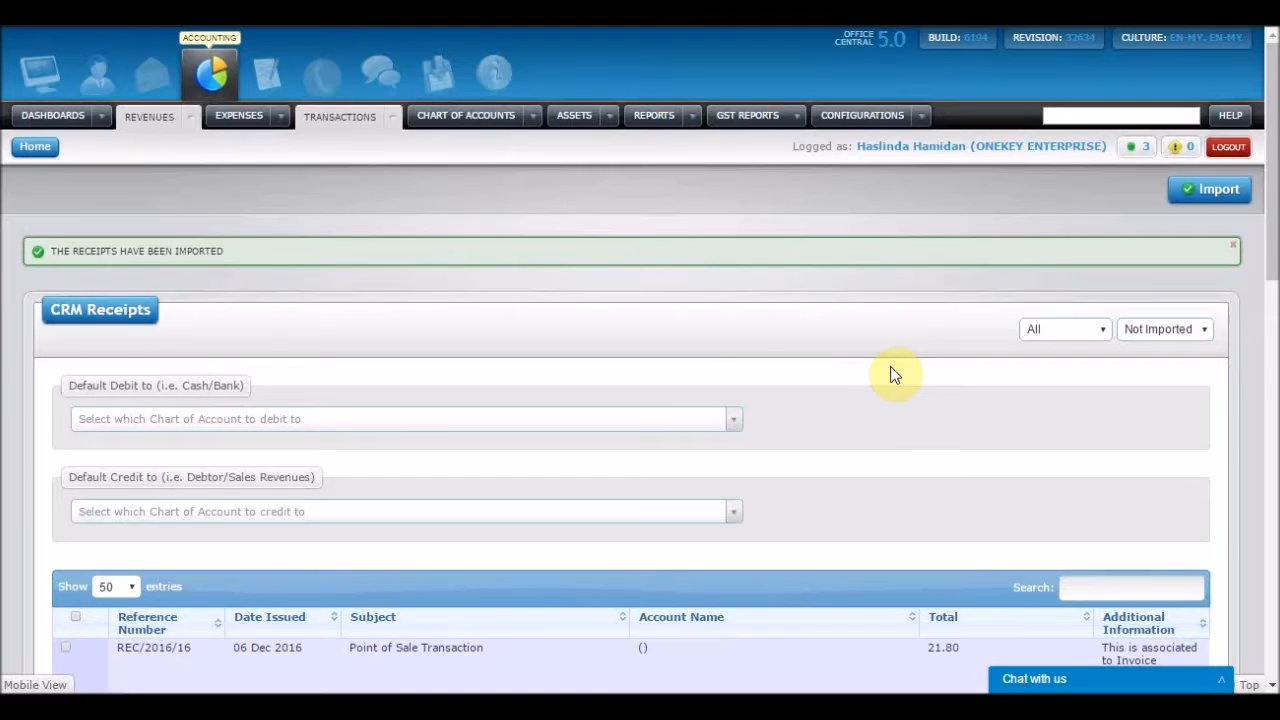 ACCOUNTING
OFFICE CENTRAL 5.0
BUILD: 6194
REVISION: 32634
CULTURE: EN-MY, EN-MY
DASHBOARDS
REVENUES
EXPENSES
TRANSACTIONS
CHART OF ACCOUNTS
ASSETS
REPORTS
GST REPORTS
CONFIGURATIONS
HELP
Home
Logged as: Haslinda Hamidan (ONEKEY ENTERPRISE)
3
0
LOGOUT
Import
THE RECEIPTS HAVE BEEN IMPORTED
CRM Receipts
All
Not Imported
Default Debit to (i.e. Cash/Bank)
Select which Chart of Account to debit to
Default Credit to (i.e. Debtor/Sales Revenues)
Select which Chart of Account to credit to
Show 50 entries
Search:
Reference Number
Date Issued
Subject
Account Name
Total
Additional Information
REC/2016/16
06 Dec 2016
Point of Sale Transaction
()
21.80
This is associated
to Invoice
Mobile View
Chat with us
Top